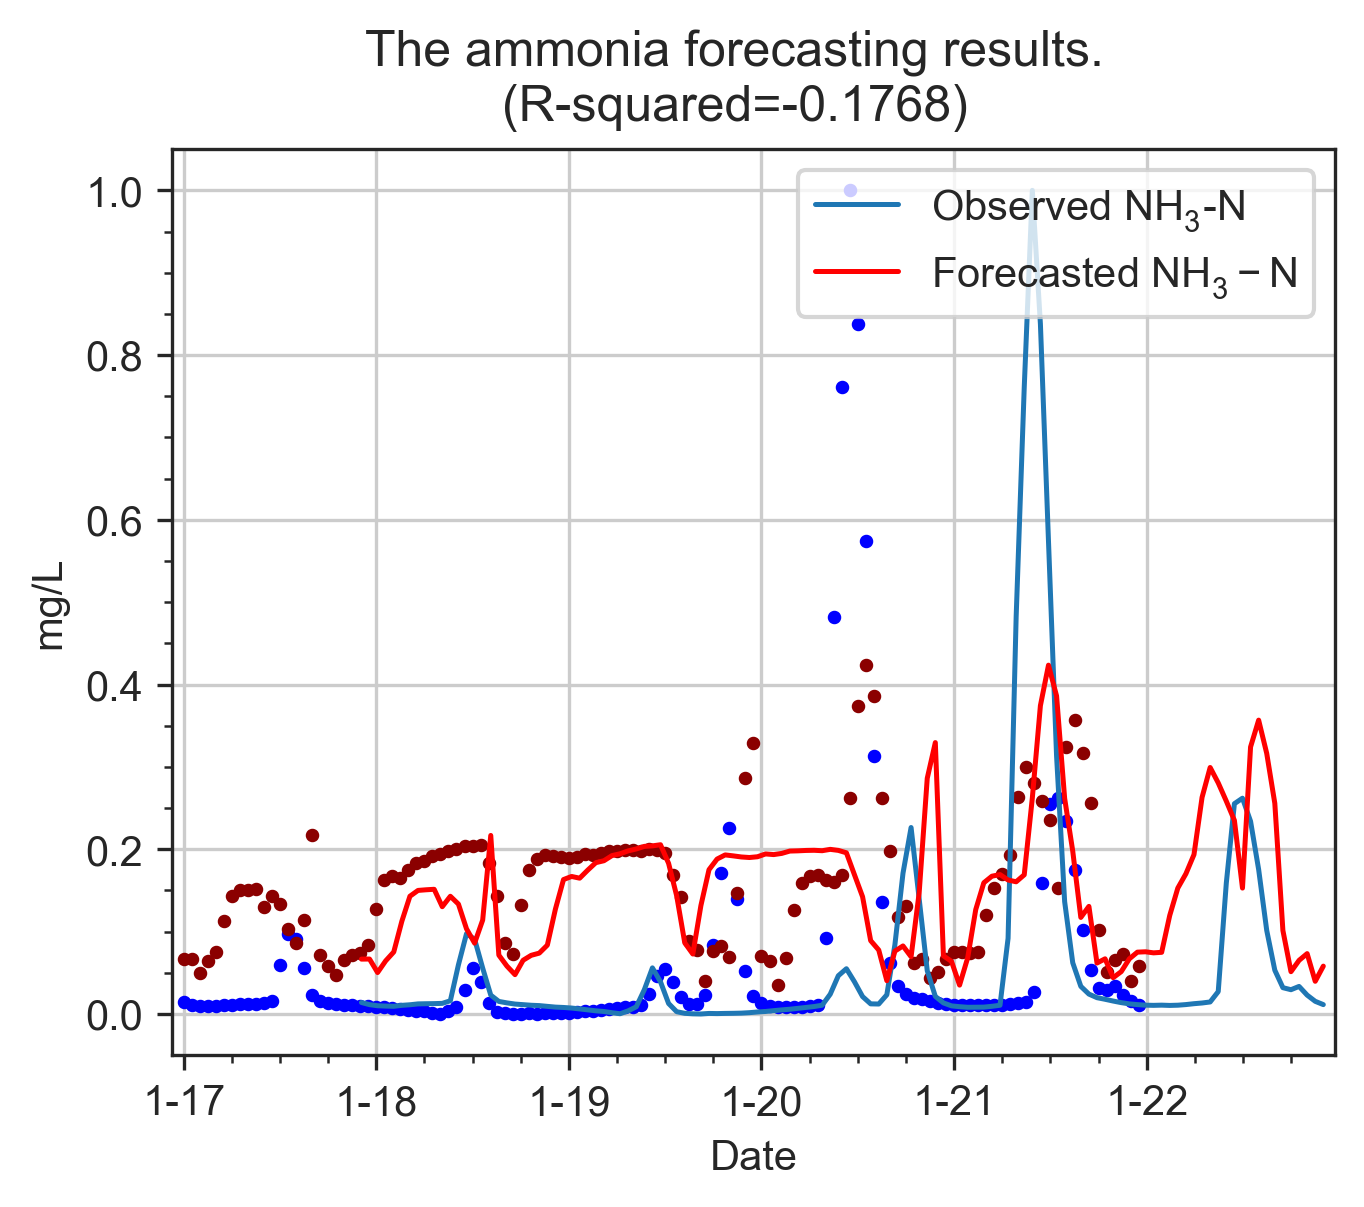 The ammonia forecasting results.
(R-squared=-0.1768)
Observed NH₃-N
Forecasted NH₃ − N
1.0
0.8
0.6
0.4
0.2
0.0
mg/L
1-17 1-18 1-19 1-20 1-21 1-22
Date